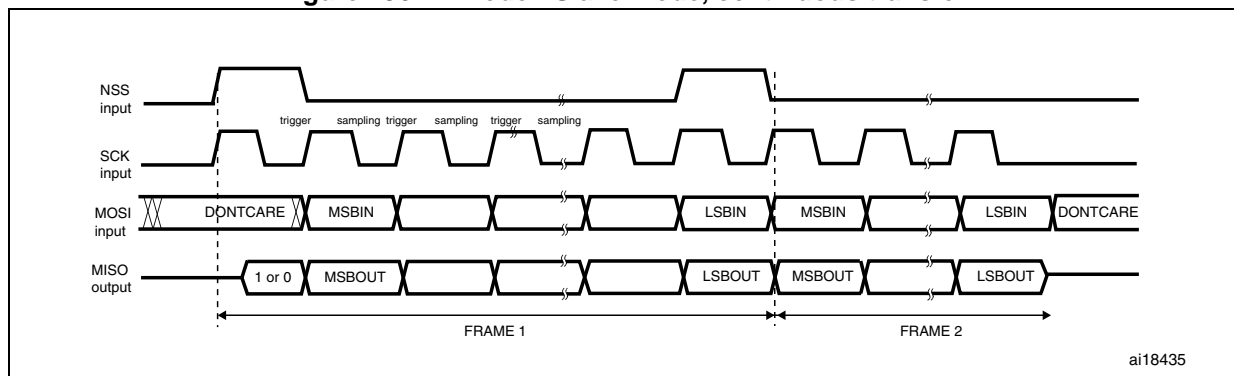 NSS
input
trigger sampling trigger sampling trigger sampling
SCK
input
MOSI
input
DONTCARE MSBIN LSBIN MSBIN LSBIN DONTCARE
MISO
output
1 or 0 MSBOUT LSBOUT MSBOUT LSBOUT
FRAME 1 FRAME 2
ai18435